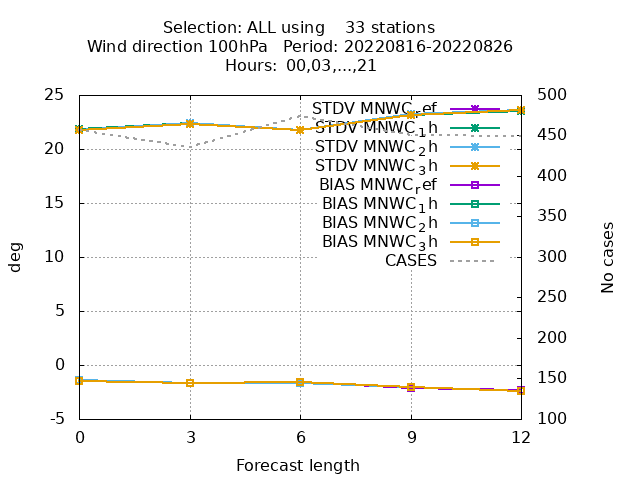 Selection: ALL using    33 stations
Wind direction 100hPa   Period: 20220816-20220826
Hours:  00,03,...,21
25
20
15
10
5
0
-5
deg
500
450
400
350
300
250
200
150
100
No cases
STDV MNWC_ref
STDV MNWC_1h
STDV MNWC_2h
STDV MNWC_3h
BIAS MNWC_ref
BIAS MNWC_1h
BIAS MNWC_2h
BIAS MNWC_3h
CASES
0 3 6 9 12
Forecast length